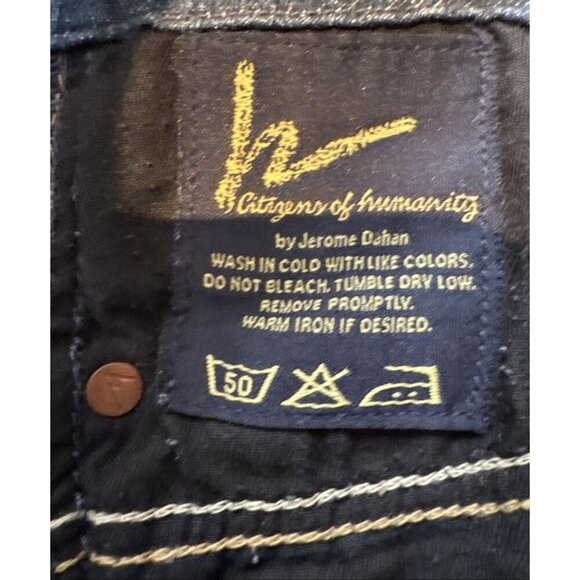 h
Citizens of humanity
by Jerome Dahan
WASH IN COLD WITH LIKE COLORS.
DO NOT BLEACH. TUMBLE DRY LOW.
REMOVE PROMPTLY.
WARM IRON IF DESIRED.
50